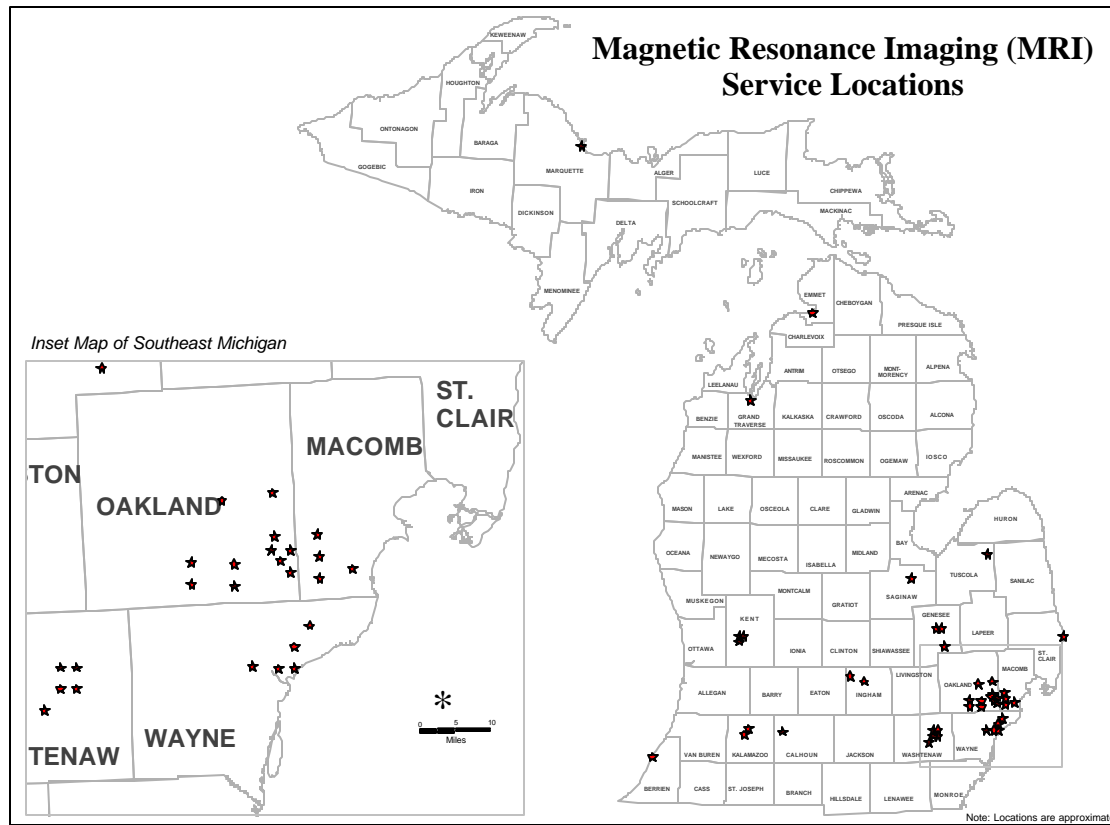 Magnetic Resonance Imaging (MRI)
Service Locations
KEWEENAW
HOUGHTON
ONTONAGON
BARAGA
GOGEBIC
MARQUETTE
ALGER
LUCE
IRON
CHIPPEWA
SCHOOLCRAFT
MACKINAC
DICKINSON
DELTA
MENOMINEE
EMMET
CHEBOYGAN
PRESQUE ISLE
CHARLEVOIX
ANTRIM
OTSEGO
MONT-
MORENCY
ALPENA
LEELANAU
BENZIE
GRAND
TRAVERSE
KALKASKA
CRAWFORD
OSCODA
ALCONA
MANISTEE
WEXFORD
MISSAUKEE
ROSCOMMON
OGEMAW
IOSCO
ARENAC
MASON
LAKE
OSCEOLA
CLARE
GLADWIN
HURON
BAY
OCEANA
NEWAYGO
MECOSTA
ISABELLA
MIDLAND
TUSCOLA
SANILAC
MUSKEGON
MONTCALM
GRATIOT
SAGINAW
KENT
GENESEE
LAPEER
OTTAWA
IONIA
CLINTON
SHIAWASSEE
ST.
CLAIR
MACOMB
LIVINGSTON
OAKLAND
ALLEGAN
BARRY
EATON
INGHAM
VAN BUREN
KALAMAZOO
CALHOUN
JACKSON
WASHTENAW
WAYNE
BERRIEN
CASS
ST. JOSEPH
BRANCH
HILLSDALE
LENAWEE
MONROE
Inset Map of Southeast Michigan
ST.
CLAIR
MACOMB
TON
OAKLAND
WAYNE
TENAW
0 5 10
Miles
Note: Locations are approximat